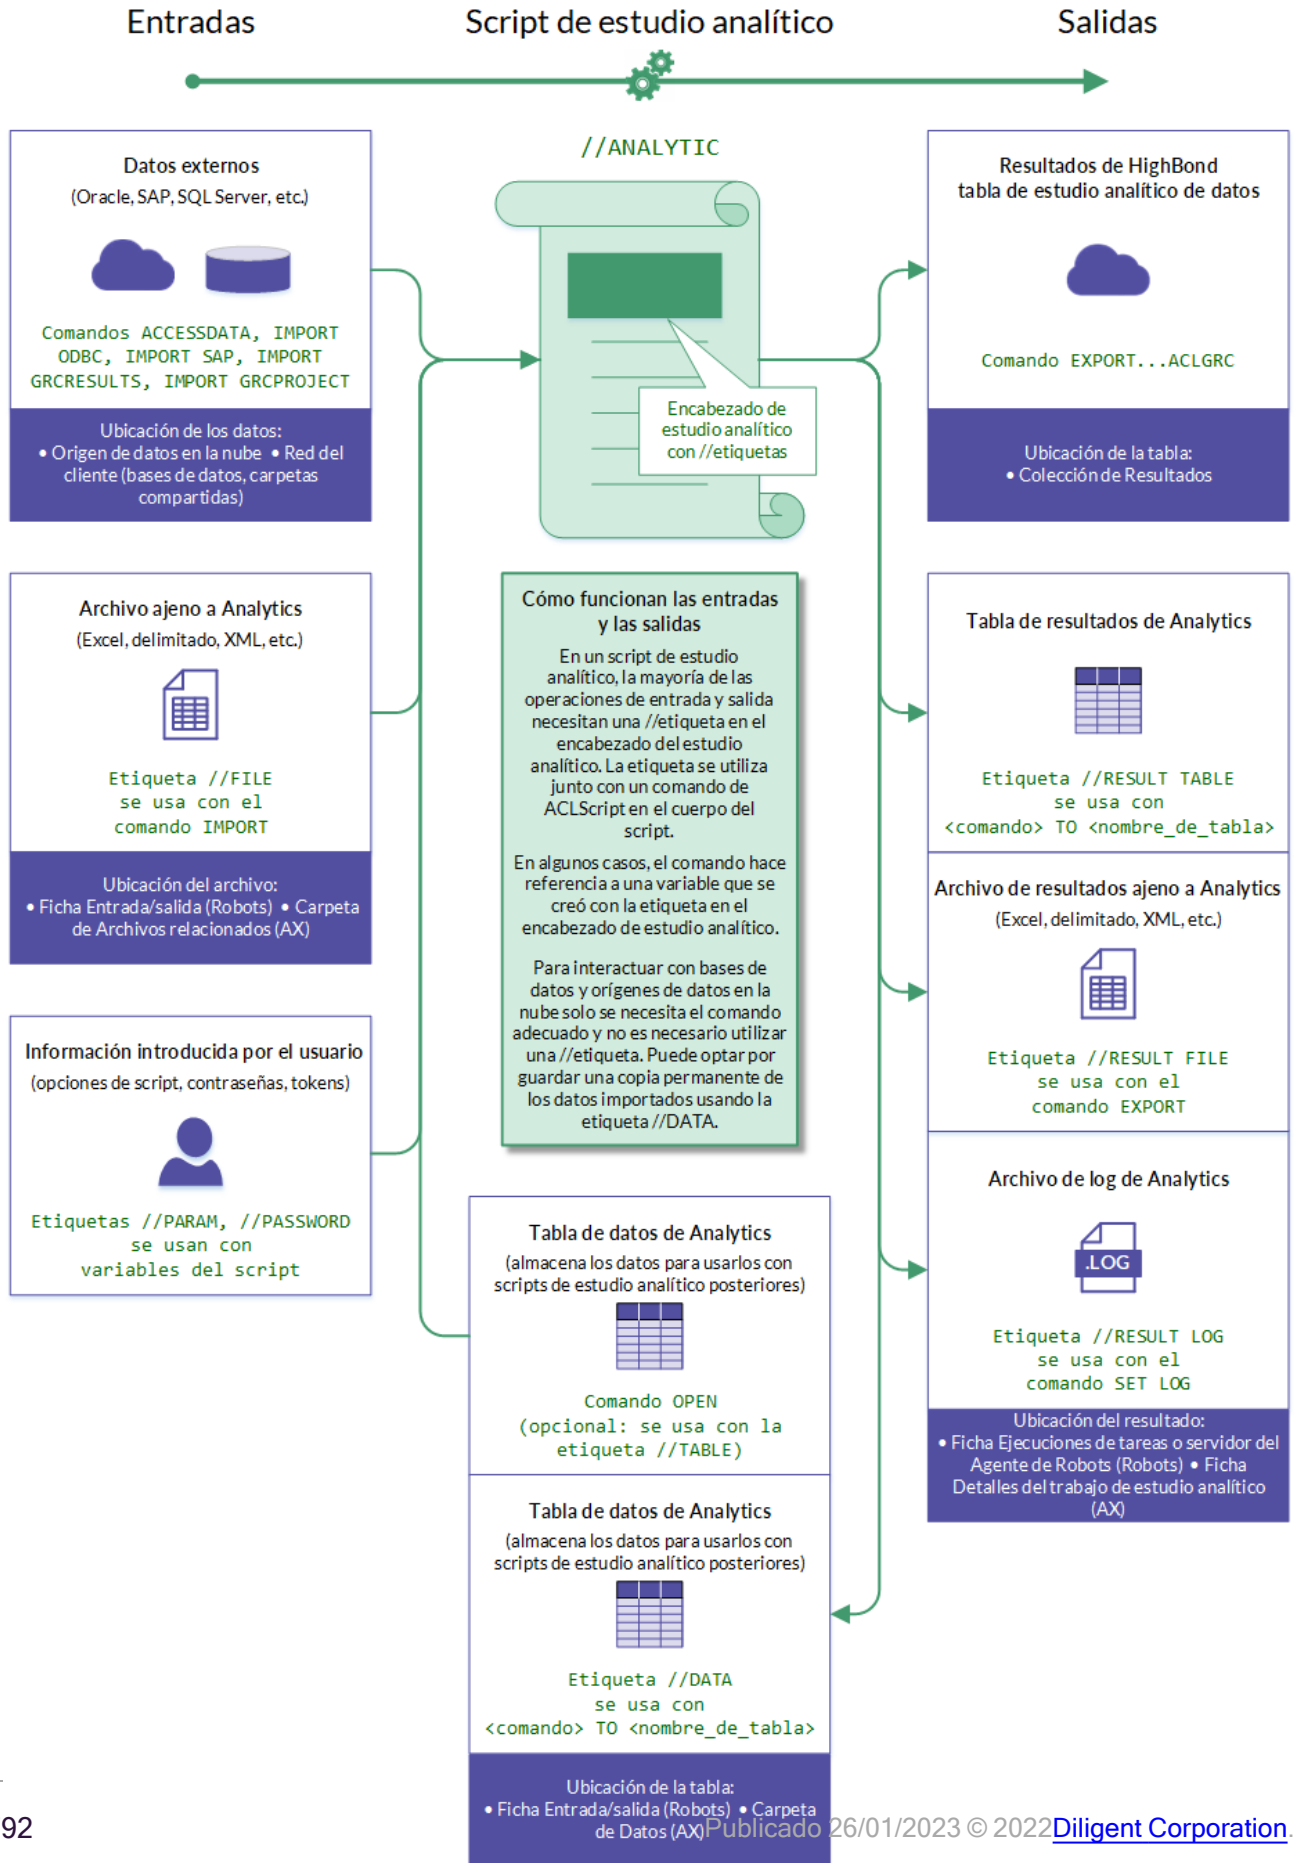 Entradas
Script de estudio analítico
Salidas
//ANALYTIC
Datos externos
(Oracle, SAP, SQL Server, etc.)
Comandos ACCESSDATA, IMPORT
ODBC, IMPORT SAP, IMPORT
GRCRESULTS, IMPORT GRCPROJECT
Ubicación de los datos:
• Origen de datos en la nube • Red del
cliente (bases de datos, carpetas
compartidas)
Archivo ajeno a Analytics
(Excel, delimitado, XML, etc.)
Etiqueta //FILE
se usa con el
comando IMPORT
Ubicación del archivo:
• Ficha Entrada/salida (Robots) • Carpeta
de Archivos relacionados (AX)
Información introducida por el usuario
(opciones de script, contraseñas, tokens)
Etiquetas //PARAM, //PASSWORD
se usan con
variables del script
Encabezado de
estudio analítico
con //etiquetas
Cómo funcionan las entradas
y las salidas
En un script de estudio
analítico, la mayoría de las
operaciones de entrada y salida
necesitan una //etiqueta en el
encabezado del estudio
analítico. La etiqueta se utiliza
junto con un comando de
ACLScript en el cuerpo del
script.
En algunos casos, el comando hace
referencia a una variable que se
creó con la etiqueta en el
encabezado de estudio analítico.
Para interactuar con bases de
datos y orígenes de datos en la
nube solo se necesita el comando
adecuado y no es necesario utilizar
una //etiqueta. Puede optar por
guardar una copia permanente de
los datos importados usando la
etiqueta //DATA.
Tabla de datos de Analytics
(almacena los datos para usarlos con
scripts de estudio analítico posteriores)
Comando OPEN
(opcional: se usa con la
etiqueta //TABLE)
Tabla de datos de Analytics
(almacena los datos para usarlos con
scripts de estudio analítico posteriores)
Etiqueta //DATA
se usa con
<comando> TO <nombre_de_tabla>
Ubicación de la tabla:
• Ficha Entrada/salida (Robots) • Carpeta
de Datos (AX)
Resultados de HighBond
tabla de estudio analítico de datos
Comando EXPORT...ACLGRC
Ubicación de la tabla:
• Colección de Resultados
Tabla de resultados de Analytics
Etiqueta //RESULT TABLE
se usa con
<comando> TO <nombre_de_tabla>
Archivo de resultados ajeno a Analytics
(Excel, delimitado, XML, etc.)
Etiqueta //RESULT FILE
se usa con el
comando EXPORT
Archivo de log de Analytics
.LOG
Etiqueta //RESULT LOG
se usa con el
comando SET LOG
Ubicación del resultado:
• Ficha Ejecuciones de tareas o servidor del
Agente de Robots (Robots) • Ficha
Detalles del trabajo de estudio analítico
(AX)
92
Publicado 26/01/2023 © 2022 Diligent Corporation.